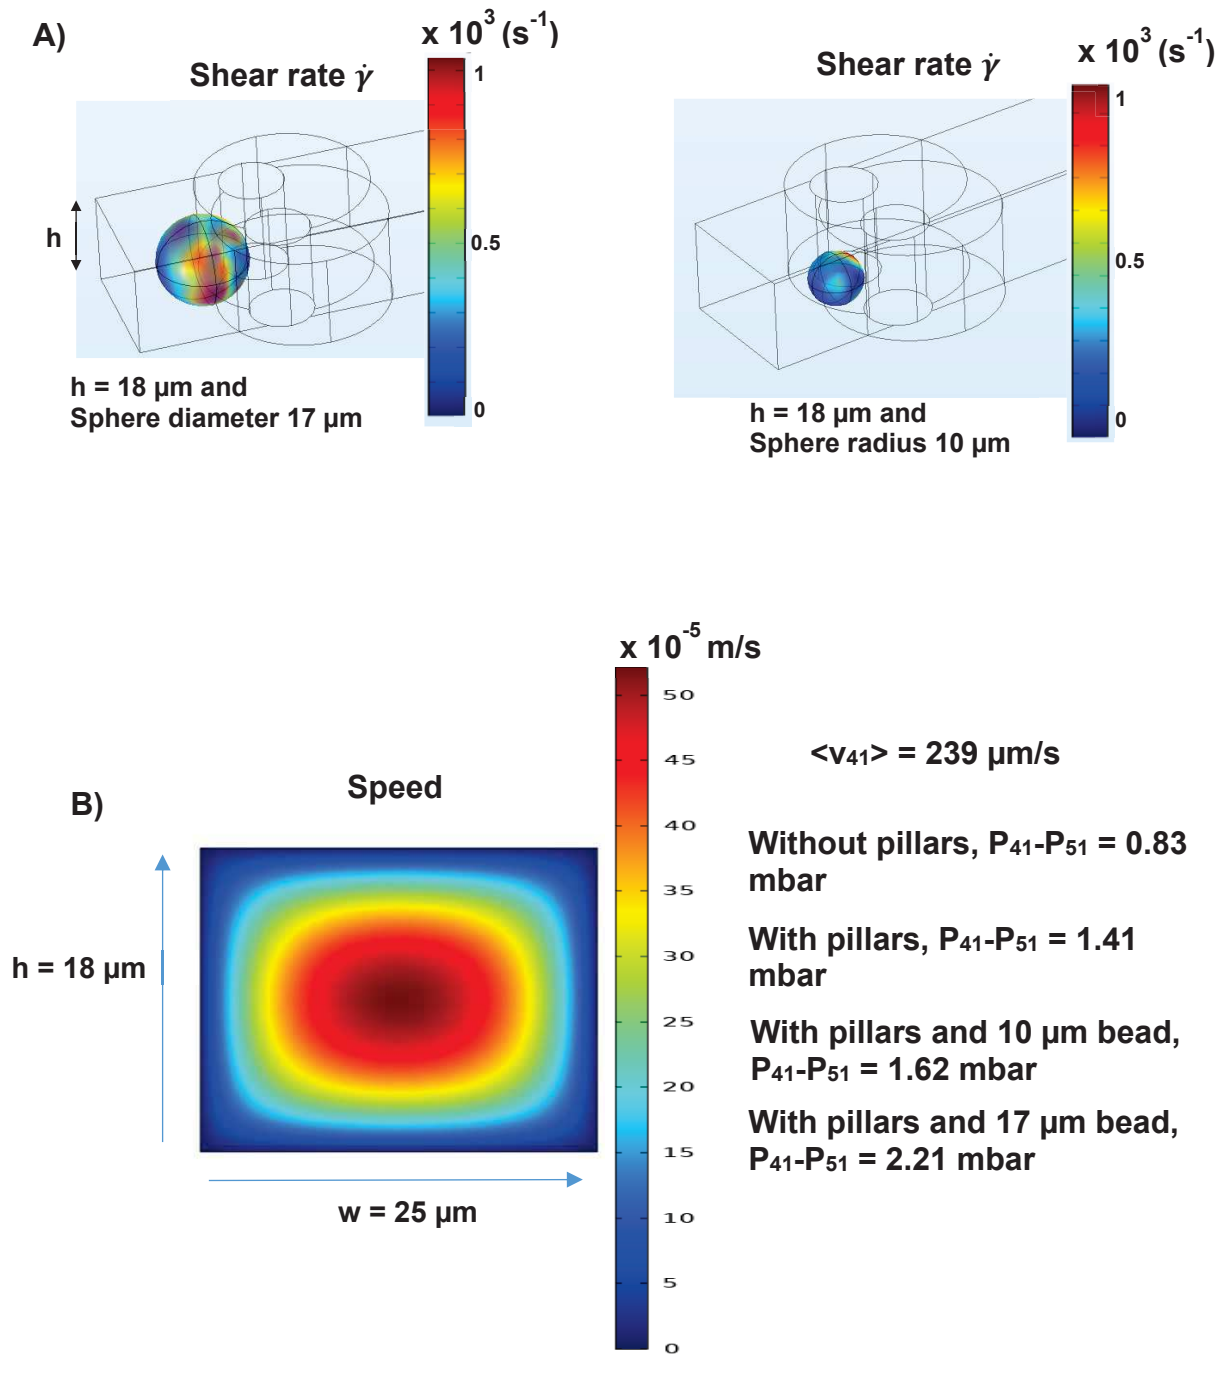 A)
x 10³ (s⁻¹)
Shear rate γ̇
1
0.5
0
h
h = 18 µm and
Sphere diameter 17 µm
x 10³ (s⁻¹)
Shear rate γ̇
1
0.5
0
h = 18 µm and
Sphere radius 10 µm
x 10⁻⁵ m/s
B)
Speed
h = 18 µm
w = 25 µm
50
45
40
35
30
25
20
15
10
5
0
<v₄₁> = 239 µm/s
Without pillars, P₄₁-P₅₁ = 0.83
mbar
With pillars, P₄₁-P₅₁ = 1.41
mbar
With pillars and 10 µm bead,
P₄₁-P₅₁ = 1.62 mbar
With pillars and 17 µm bead,
P₄₁-P₅₁ = 2.21 mbar